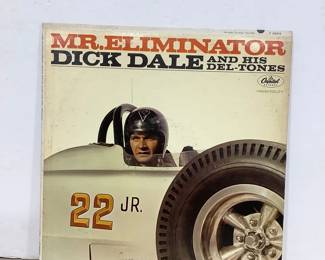 MR. ELIMINATOR
DICK DALE AND HIS DEL-TONES
Capitol
22 JR.